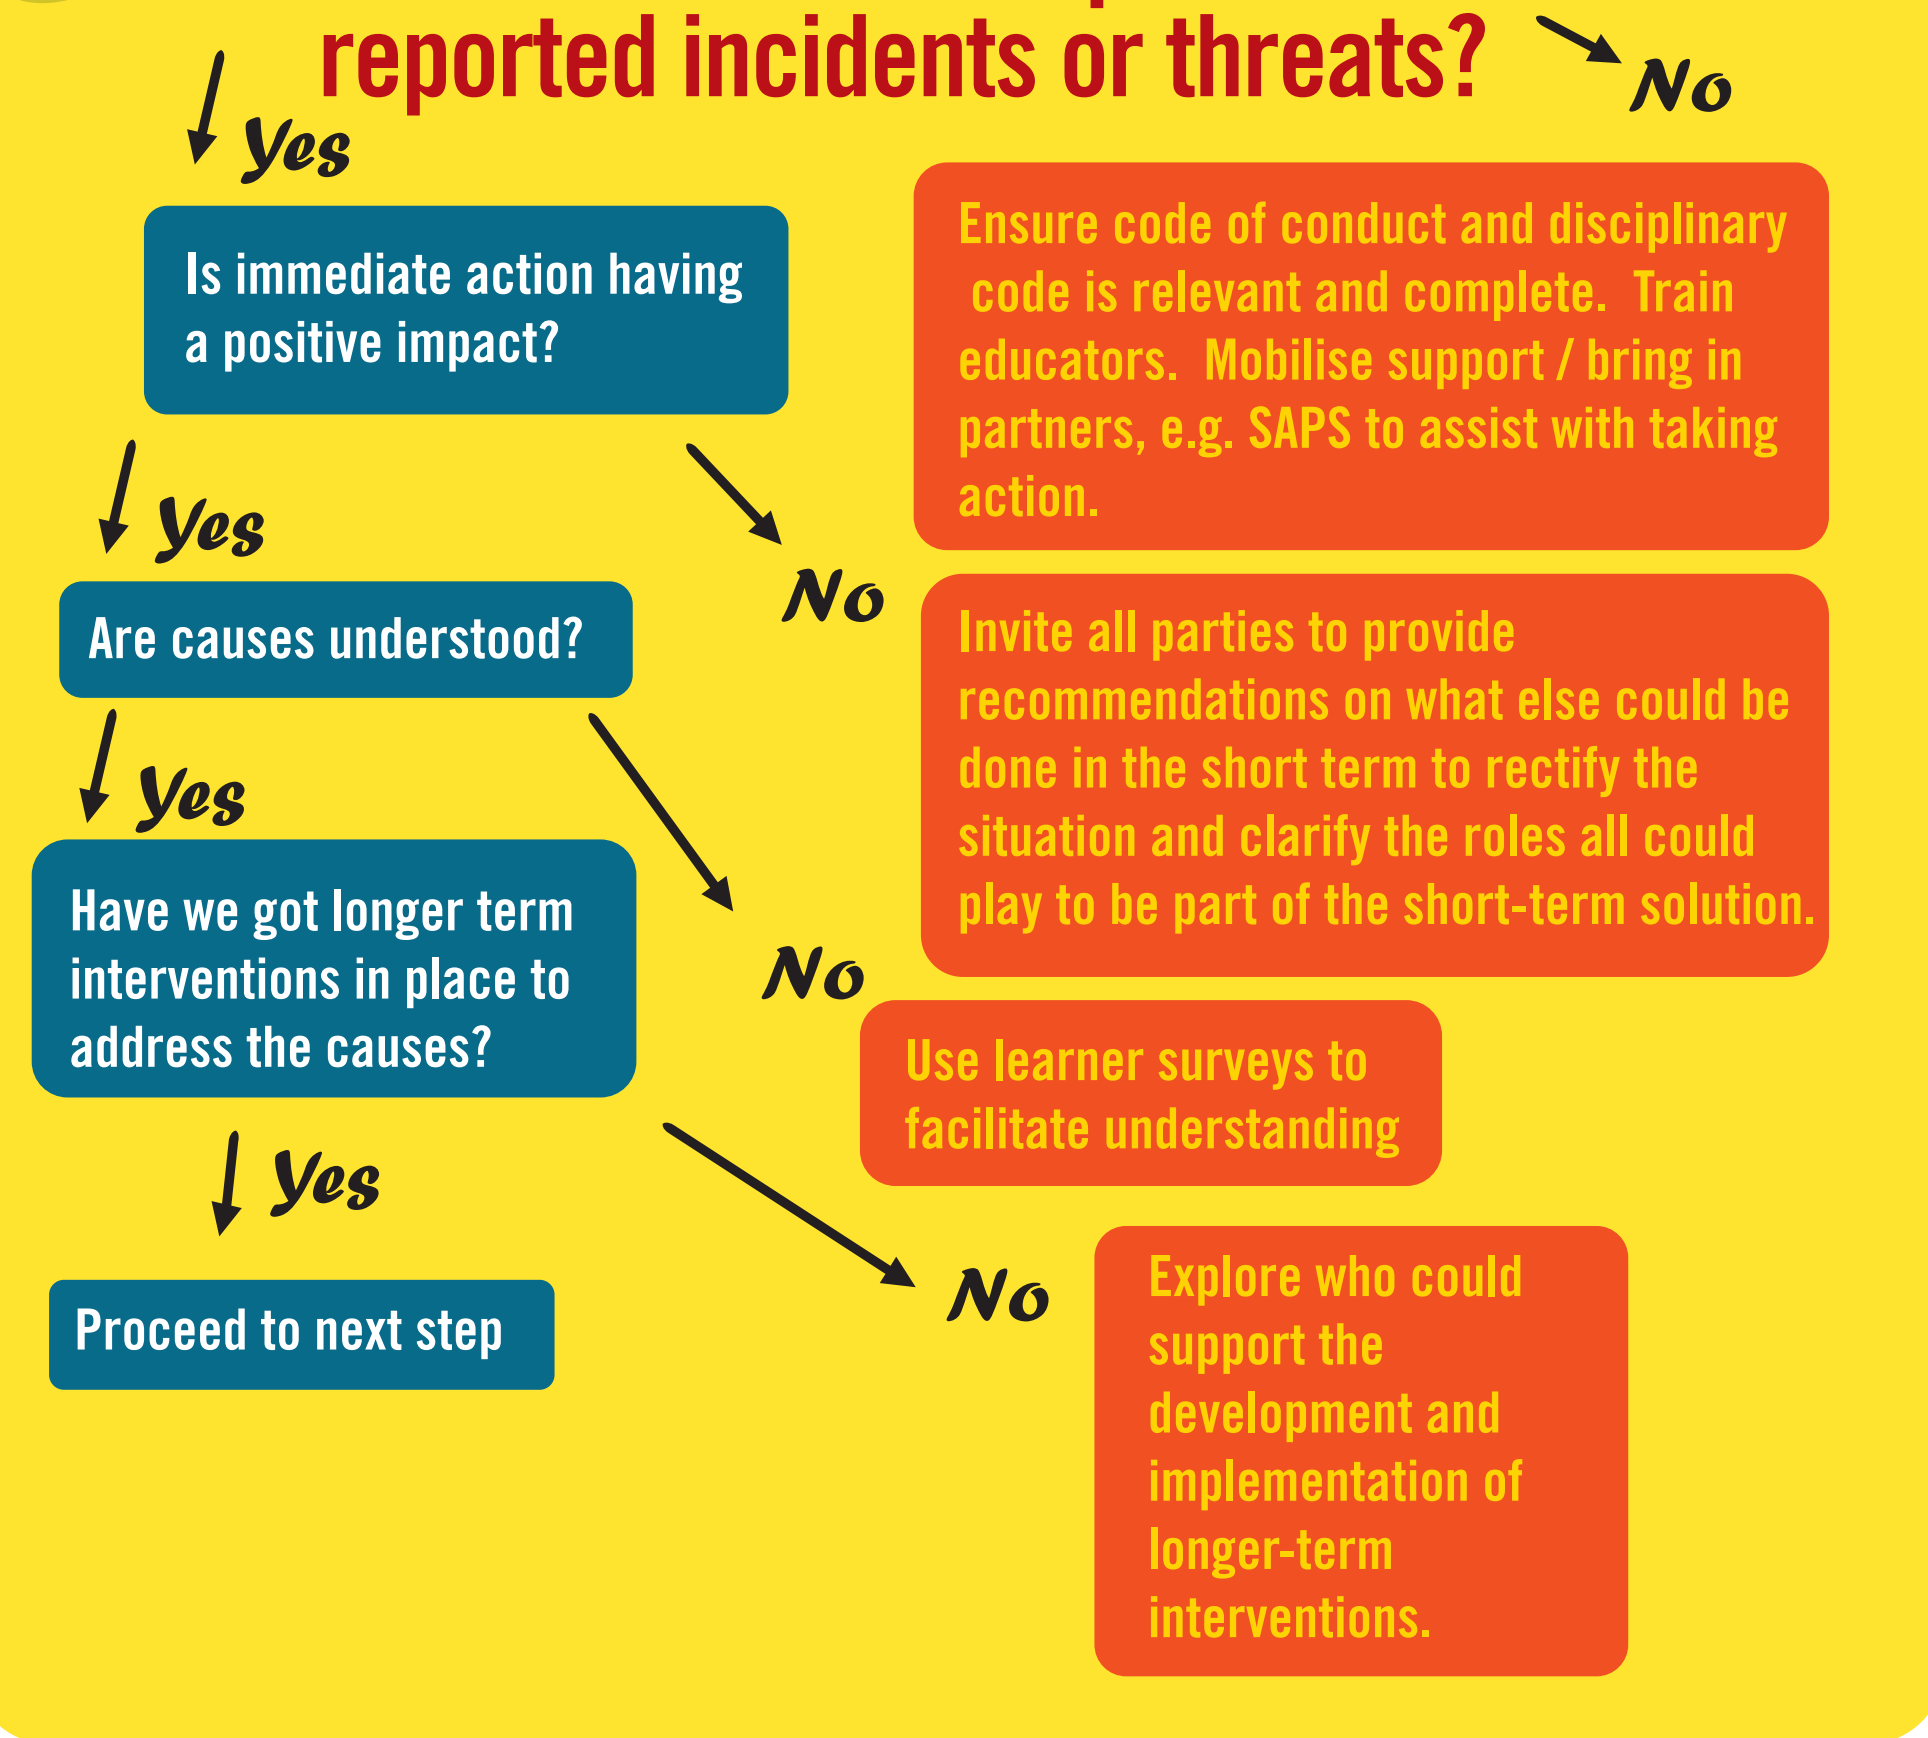 reported incidents or threats?
No
Yes
Is immediate action having
a positive impact?
Ensure code of conduct and disciplinary
code is relevant and complete. Train
educators. Mobilise support / bring in
partners, e.g. SAPS to assist with taking
action.
Yes
No
Are causes understood?
Invite all parties to provide
recommendations on what else could be
done in the short term to rectify the
situation and clarify the roles all could
play to be part of the short-term solution.
Yes
No
Have we got longer term
interventions in place to
address the causes?
Use learner surveys to
facilitate understanding
Yes
No
Proceed to next step
Explore who could
support the
development and
implementation of
longer-term
interventions.